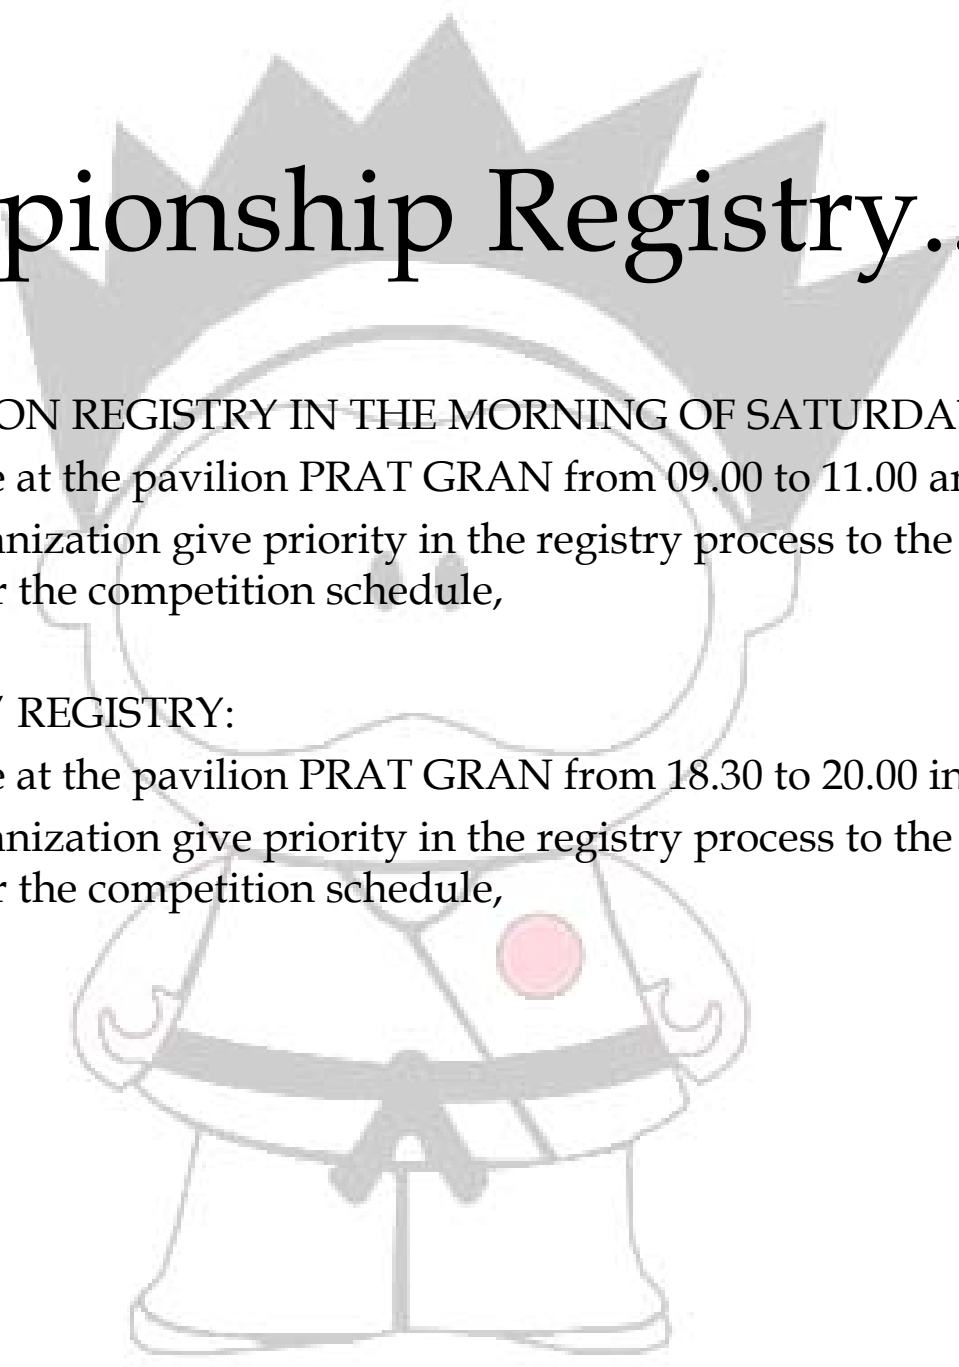 pionship Registry..
ON REGISTRY IN THE MORNING OF SATURDAY
e at the pavilion PRAT GRAN from 09.00 to 11.00 an
nization give priority in the registry process to the
r the competition schedule,
REGISTRY:
e at the pavilion PRAT GRAN from 18.30 to 20.00 in
nization give priority in the registry process to the
r the competition schedule,